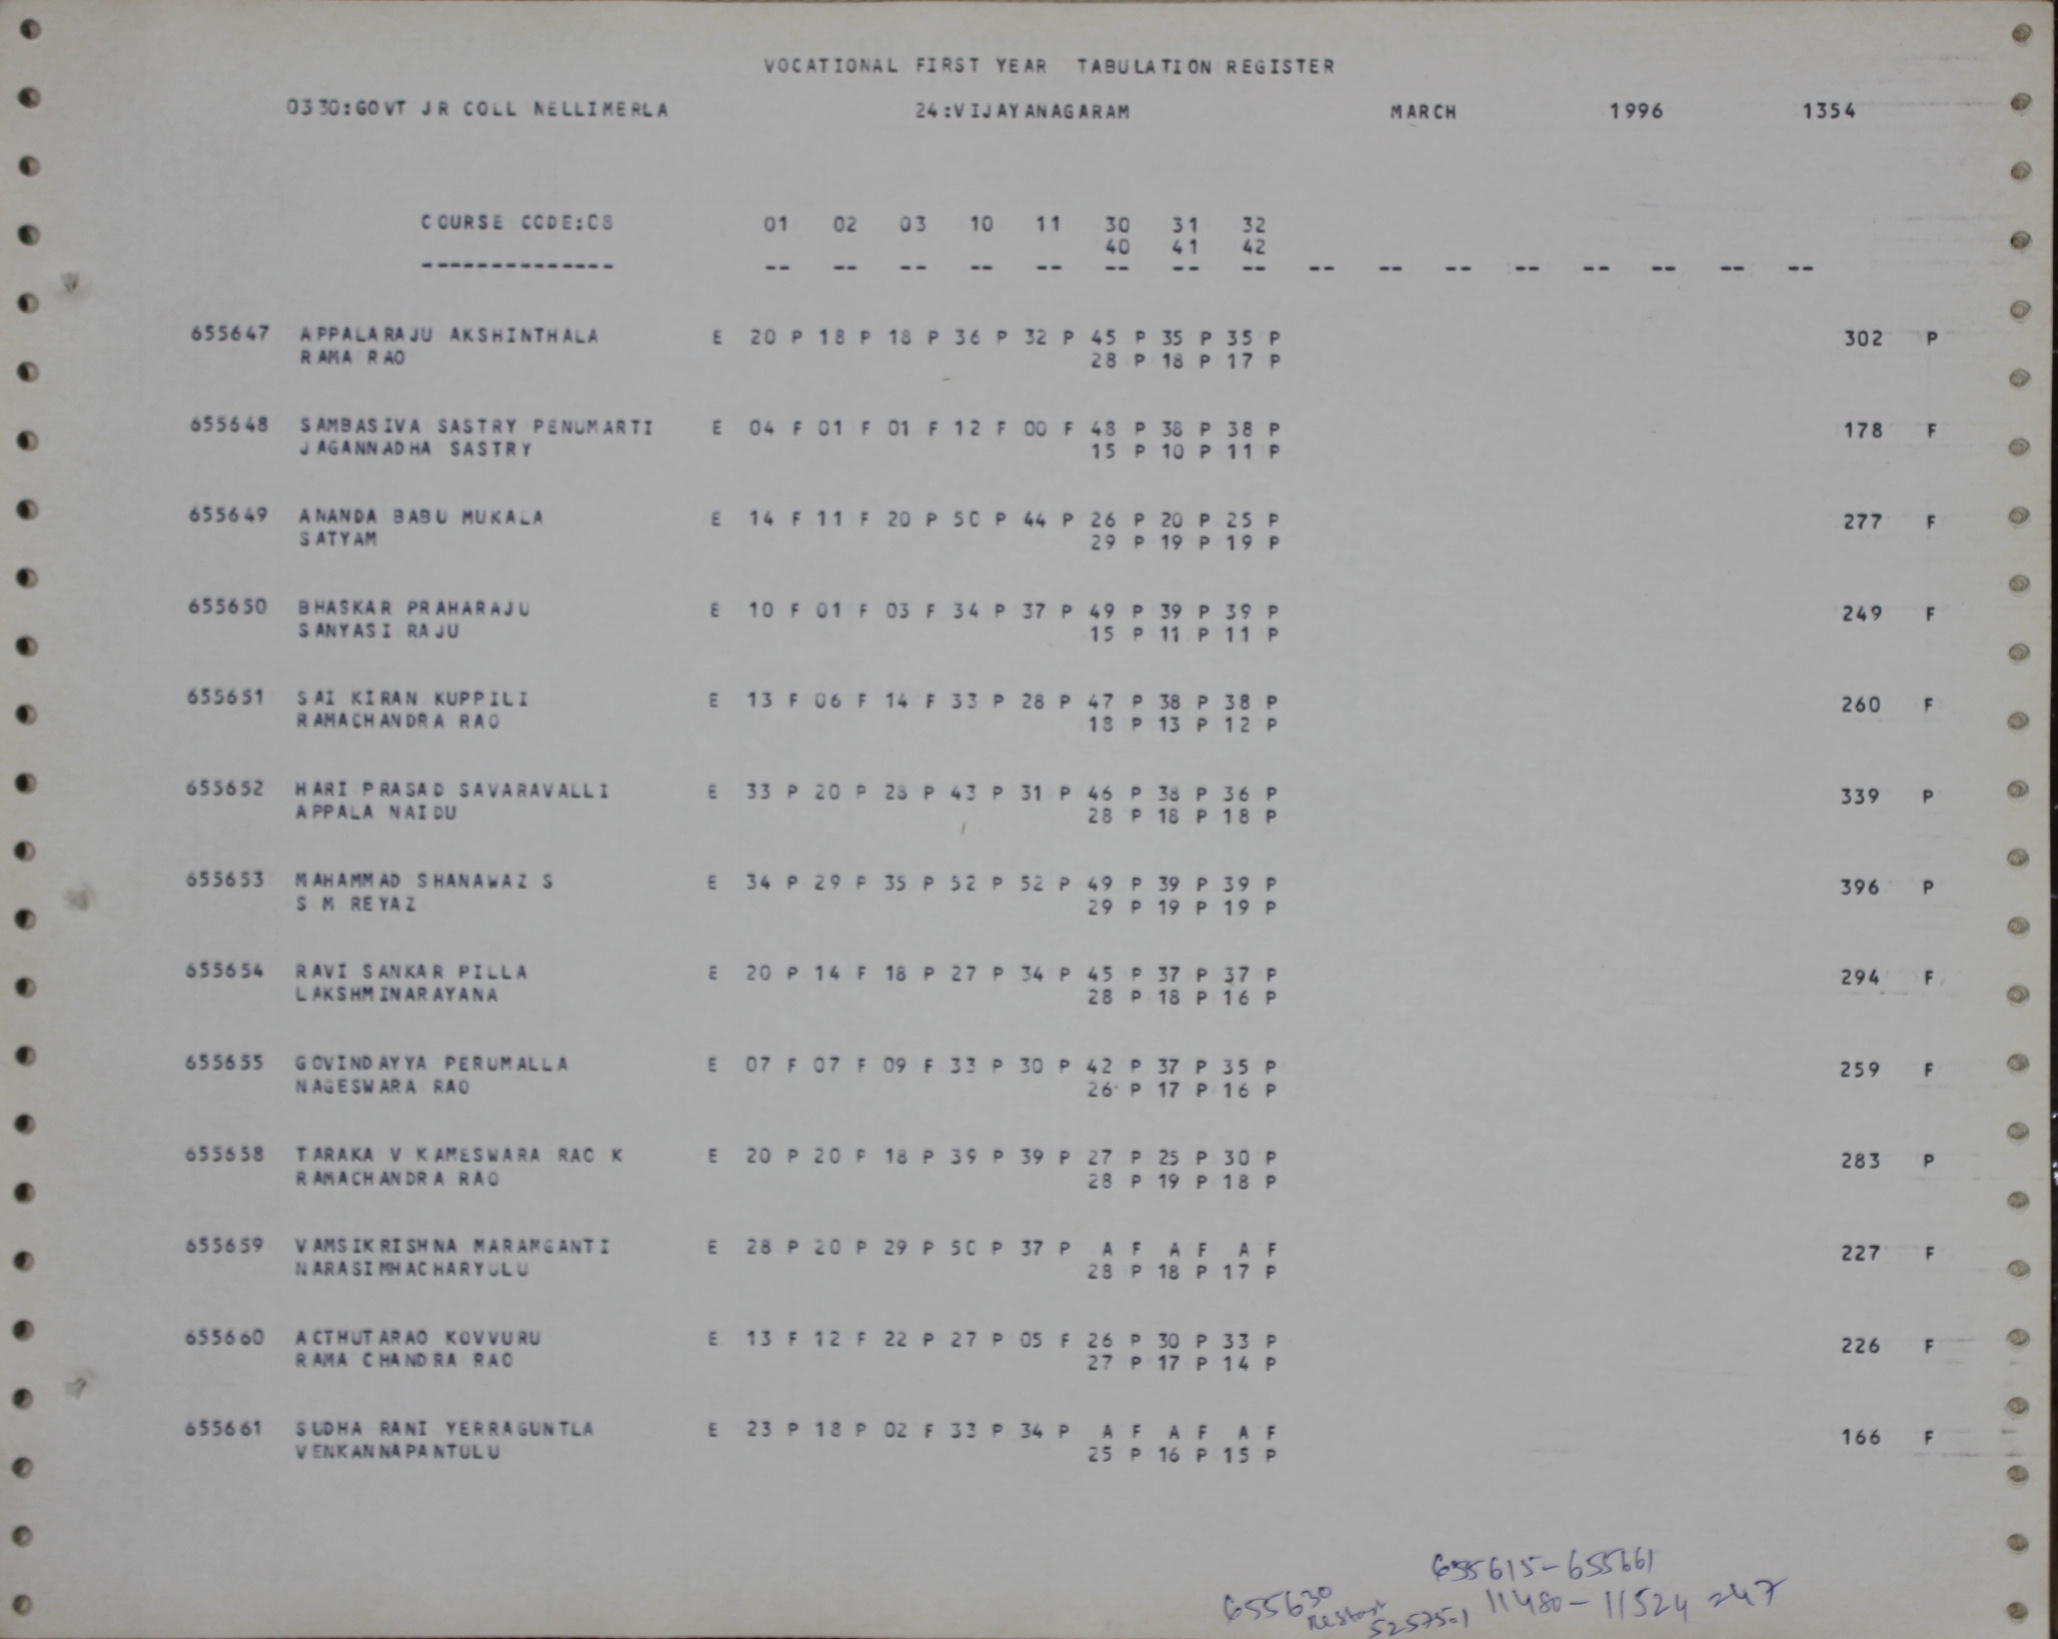 VOCATIONAL FIRST YEAR TABULATION REGISTER
0330:GOVT JR COLL NELLIMERLA 24:VIJAYANAGARAM MARCH 1996 1354
COURSE CODE:08 01 02 03 10 11 30 31 32
40 41 42
-------------- -- -- -- -- -- -- -- -- -- -- -- -- -- -- -- --
655647 APPALARAJU AKSHINTHALA E 20 P 18 P 18 P 36 P 32 P 45 P 35 P 35 P 302 P
RAMA RAO 28 P 18 P 17 P
655648 SAMBASIVA SASTRY PENUMARTI E 04 F 01 F 01 F 12 F 00 F 48 P 38 P 38 P 178 F
JAGANNADHA SASTRY 15 P 10 P 11 P
655649 ANANDA BABU MUKALA E 14 F 11 F 20 P 50 P 44 P 26 P 20 P 25 P 277 F
SATYAM 29 P 19 P 19 P
655650 BHASKAR PRAHARAJU E 10 F 01 F 03 F 34 P 37 P 49 P 39 P 39 P 249 F
SANYASI RAJU 15 P 11 P 11 P
655651 SAI KIRAN KUPPILI E 13 F 06 F 14 F 33 P 28 P 47 P 38 P 38 P 260 F
RAMACHANDRA RAO 18 P 13 P 12 P
655652 HARI PRASAD SAVARAVALLI E 33 P 20 P 28 P 43 P 31 P 46 P 38 P 36 P 339 P
APPALA NAIDU 28 P 18 P 18 P
655653 MAHAMMAD SHANAWAZ S E 34 P 29 P 35 P 52 P 52 P 49 P 39 P 39 P 396 P
S M REYAZ 29 P 19 P 19 P
655654 RAVI SANKAR PILLA E 20 P 14 F 18 P 27 P 34 P 45 P 37 P 37 P 294 F
LAKSHMINARAYANA 28 P 18 P 16 P
655655 GOVINDAYYA PERUMALLA E 07 F 07 F 09 F 33 P 30 P 42 P 37 P 35 P 259 F
NAGESWARA RAO 26 P 17 P 16 P
655658 TARAKA V KAMESWARA RAO K E 20 P 20 P 18 P 39 P 39 P 27 P 25 P 30 P 283 P
RAMACHANDRA RAO 28 P 19 P 18 P
655659 VAMSIKRISHNA MARAMGANTI E 28 P 20 P 29 P 50 P 37 P A F A F A F 227 F
NARASIMHACHARYULU 28 P 18 P 17 P
655660 ACTHUTARAO KOVVURU E 13 F 12 F 22 P 27 P 05 F 26 P 30 P 33 P 226 F
RAMA CHANDRA RAO 27 P 17 P 14 P
655661 SUDHA RANI YERRAGUNTLA E 23 P 18 P 02 F 33 P 34 P A F A F A F 166 F
VENKANNAPANTULU 25 P 16 P 15 P
655615-655661
655630 11480-11524 =47